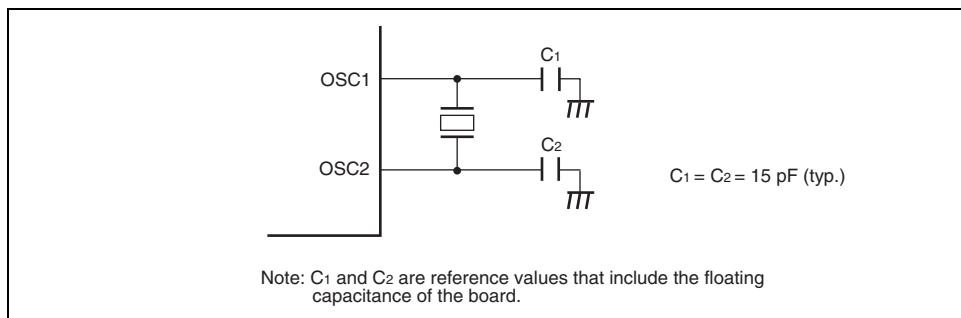 C1
OSC1
C2
OSC2
C1 = C2 = 15 pF (typ.)
Note: C1 and C2 are reference values that include the floating
capacitance of the board.